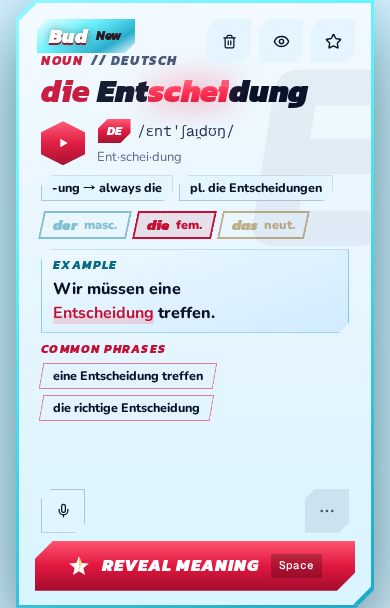 Bud New
NOUN // DEUTSCH
die Entscheidung
DE /ɛntˈʃaɪ̯dʊŋ/
Ent·schei·dung
-ung → always die pl. die Entscheidungen
der masc. die fem. das neut.
EXAMPLE
Wir müssen eine
Entscheidung treffen.
COMMON PHRASES
eine Entscheidung treffen
die richtige Entscheidung
REVEAL MEANING Space